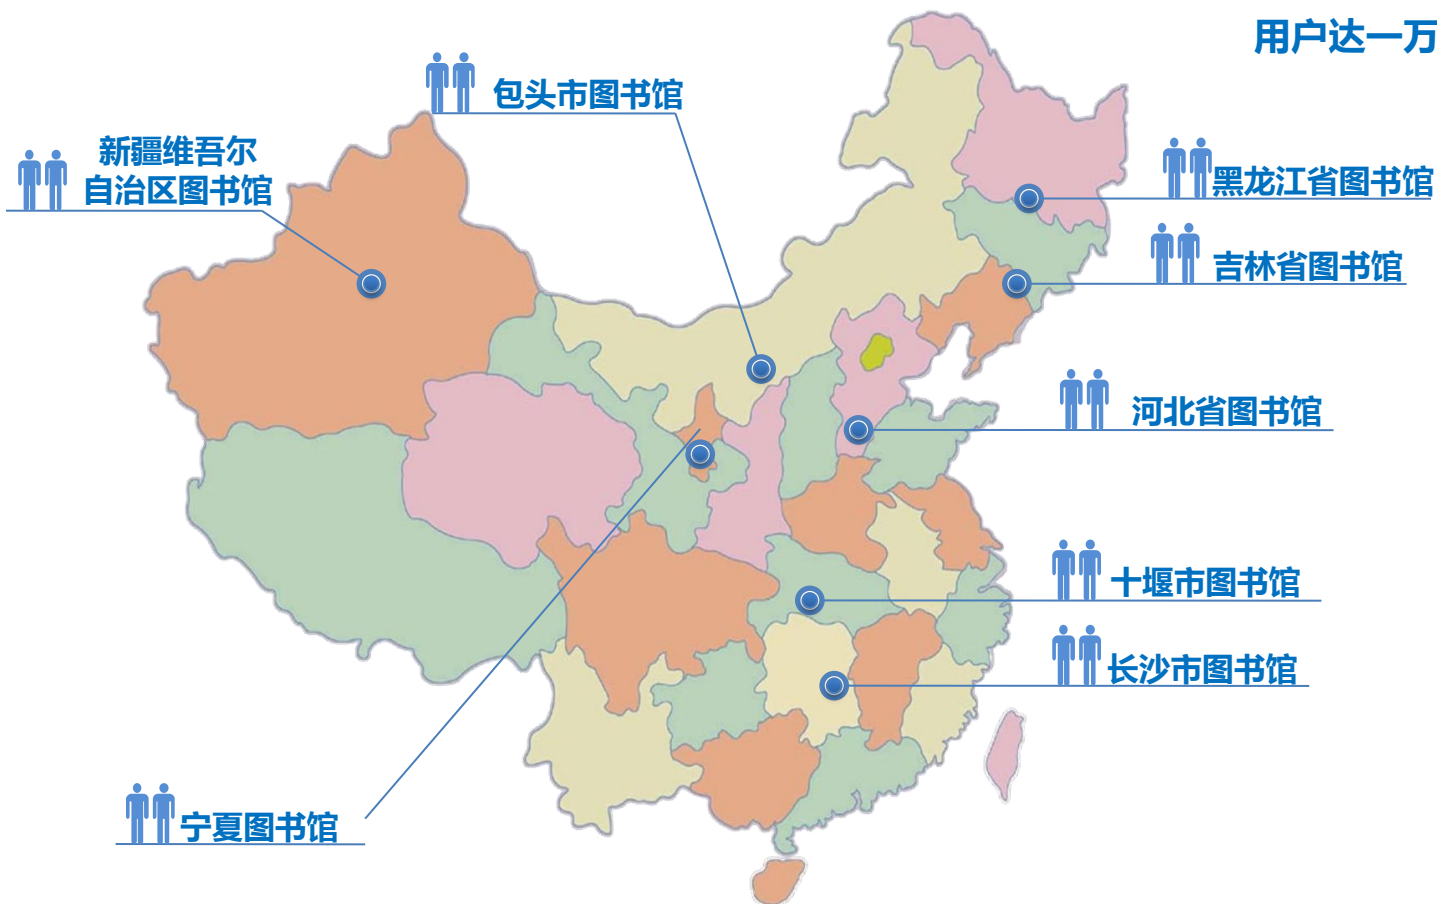 用户达一万
包头市图书馆
新疆维吾尔
自治区图书馆
黑龙江省图书馆
吉林省图书馆
河北省图书馆
十堰市图书馆
长沙市图书馆
宁夏图书馆